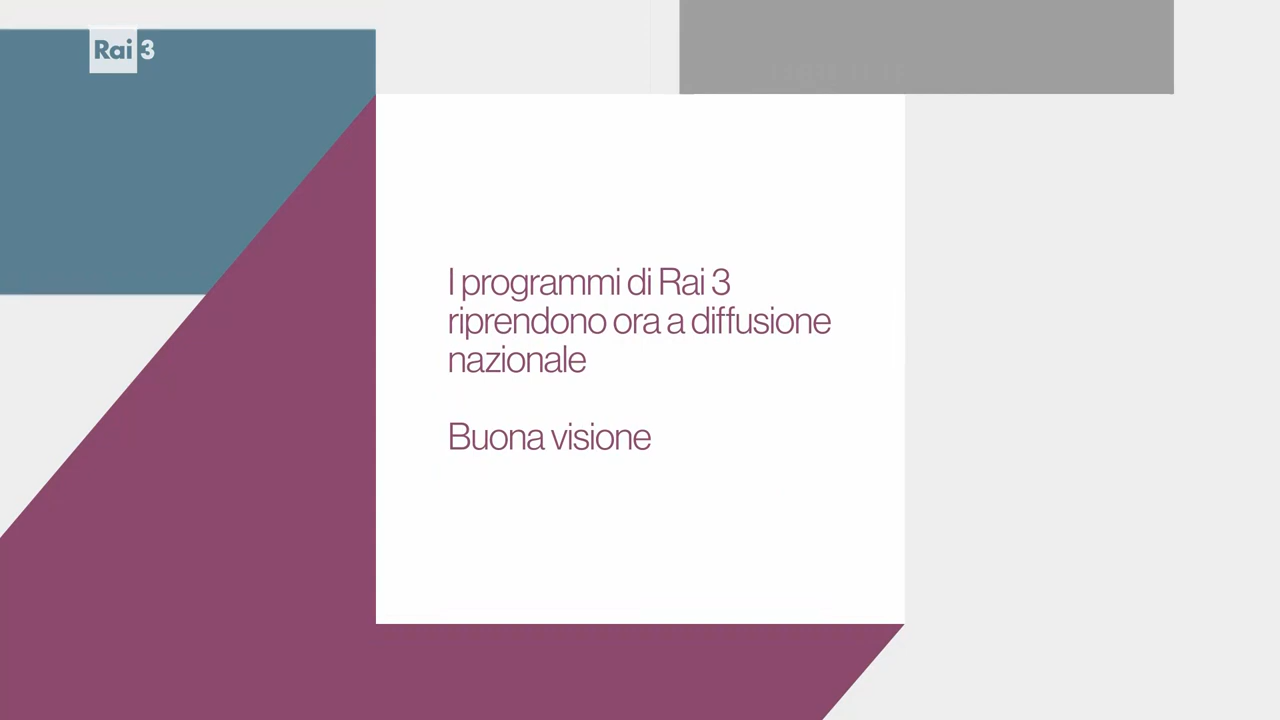 Rai 3
I programmi di Rai 3
riprendono ora a diffusione
nazionale
Buona visione